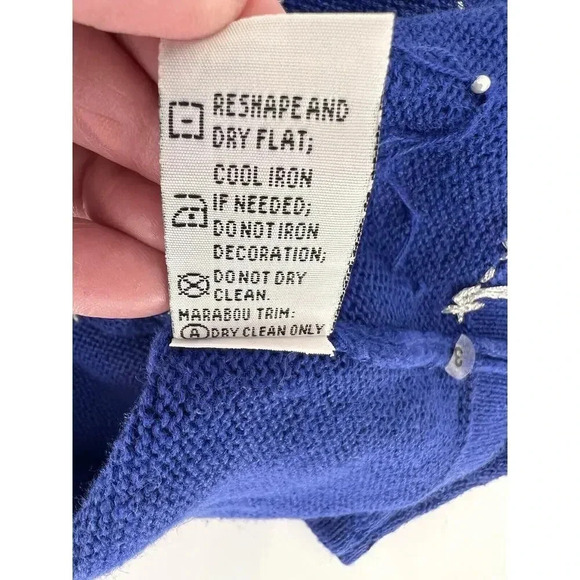 RESHAPE AND
DRY FLAT;
COOL IRON
IF NEEDED;
DO NOT IRON
DECORATION;
DO NOT DRY
CLEAN.
MARABOU TRIM:
A DRY CLEAN ONLY